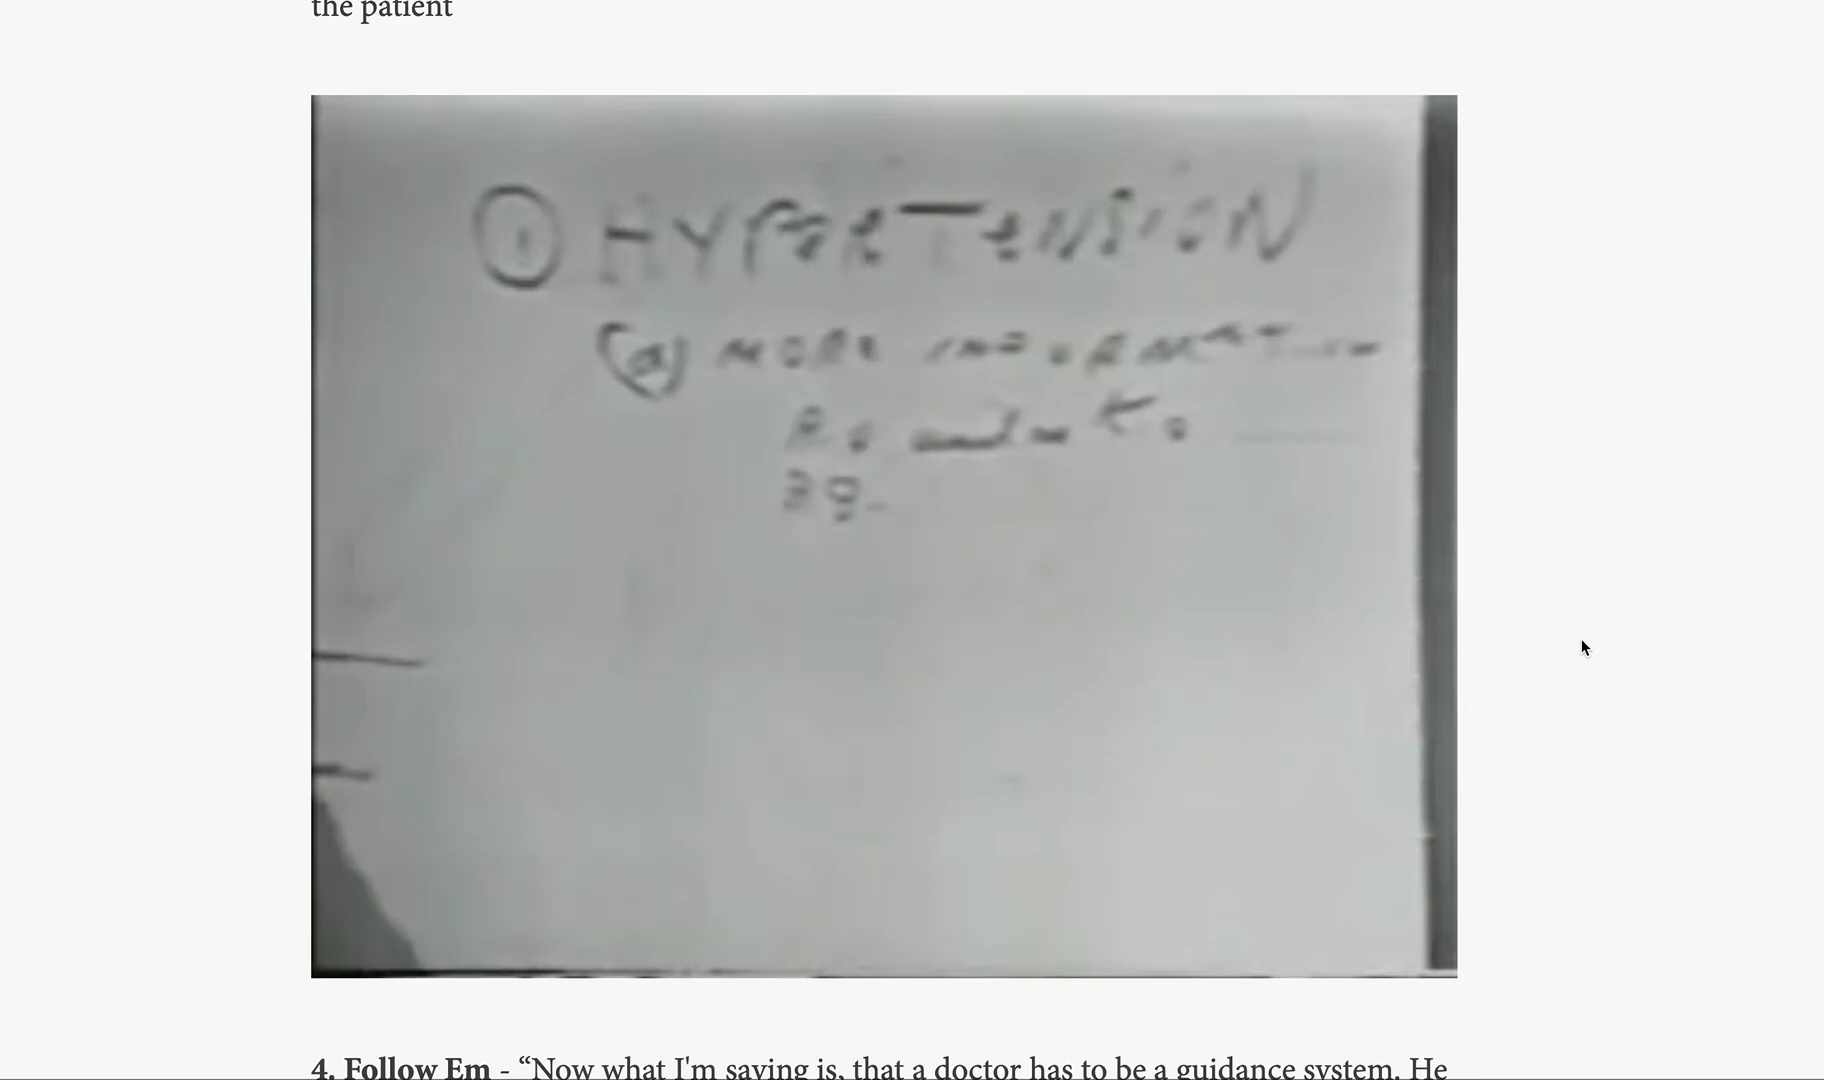 the patient
① HYPERTENSION
(a) MORE INFORMATION
4. Follow Em - “Now what I'm saying is, that a doctor has to be a guidance system. He